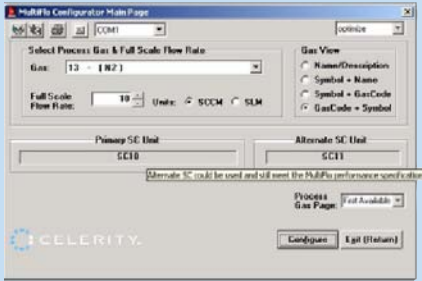 MultiFlo Configurator Main Page
COM1
optimize
Select Process Gas & Full Scale Flow Rate
Gas: 13 - (N2)
Full Scale Flow Rate: 10 Units: SCCM SLM
Gas View
Name/Description
Symbol + Name
Symbol + GasCode
GasCode + Symbol
Primary SC Unit
SC10
Alternate SC Unit
SC11
Alternate SC could be used and still meet the MultiFlo performance specification
Process Gas Page:
Available
CELERITY.
Configure
Exit (Return)